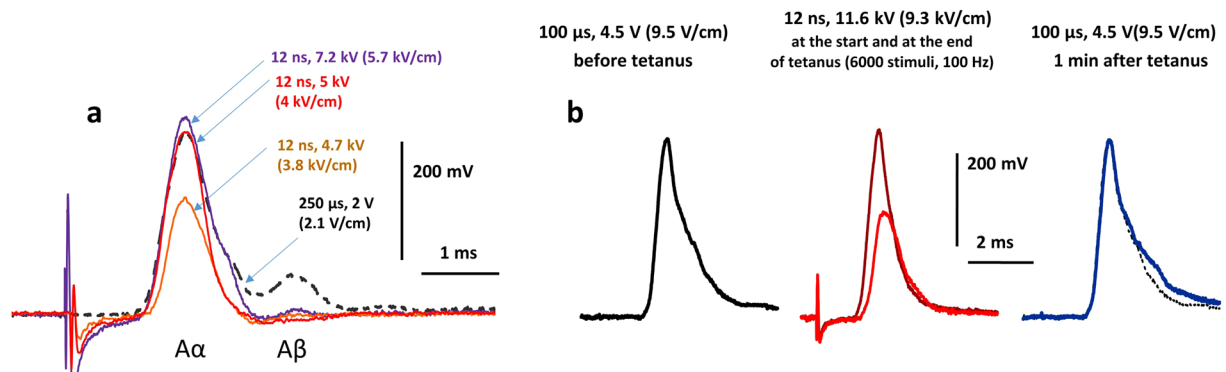 a
12 ns, 7.2 kV (5.7 kV/cm)
12 ns, 5 kV
(4 kV/cm)
12 ns, 4.7 kV
(3.8 kV/cm)
250 µs, 2 V
(2.1 V/cm)
200 mV
1 ms
Aα
Aβ
b
100 µs, 4.5 V (9.5 V/cm)
before tetanus
12 ns, 11.6 kV (9.3 kV/cm)
at the start and at the end
of tetanus (6000 stimuli, 100 Hz)
100 µs, 4.5 V(9.5 V/cm)
1 min after tetanus
200 mV
2 ms